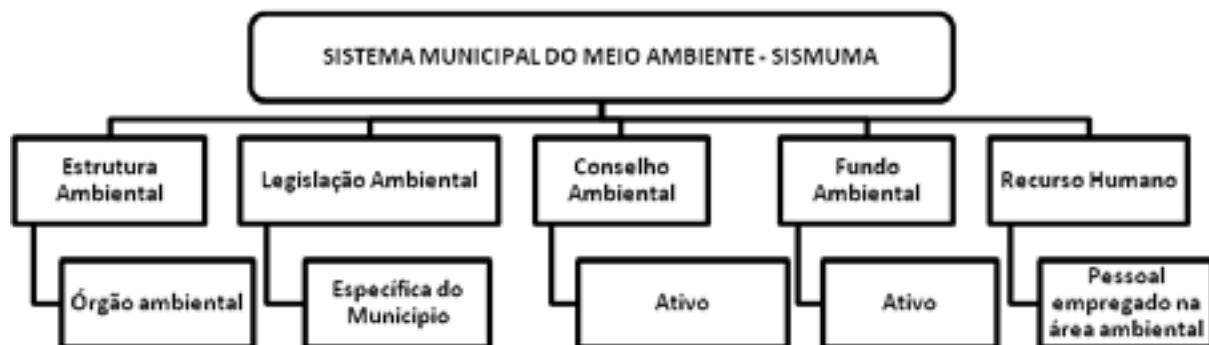 SISTEMA MUNICIPAL DO MEIO AMBIENTE - SISMUMA
Estrutura
Ambiental
Legislação Ambiental
Conselho
Ambiental
Fundo
Ambiental
Recurso Humano
Órgão ambiental
Específica do
Municipio
Ativo
Ativo
Pessoal
empregado na
área ambiental